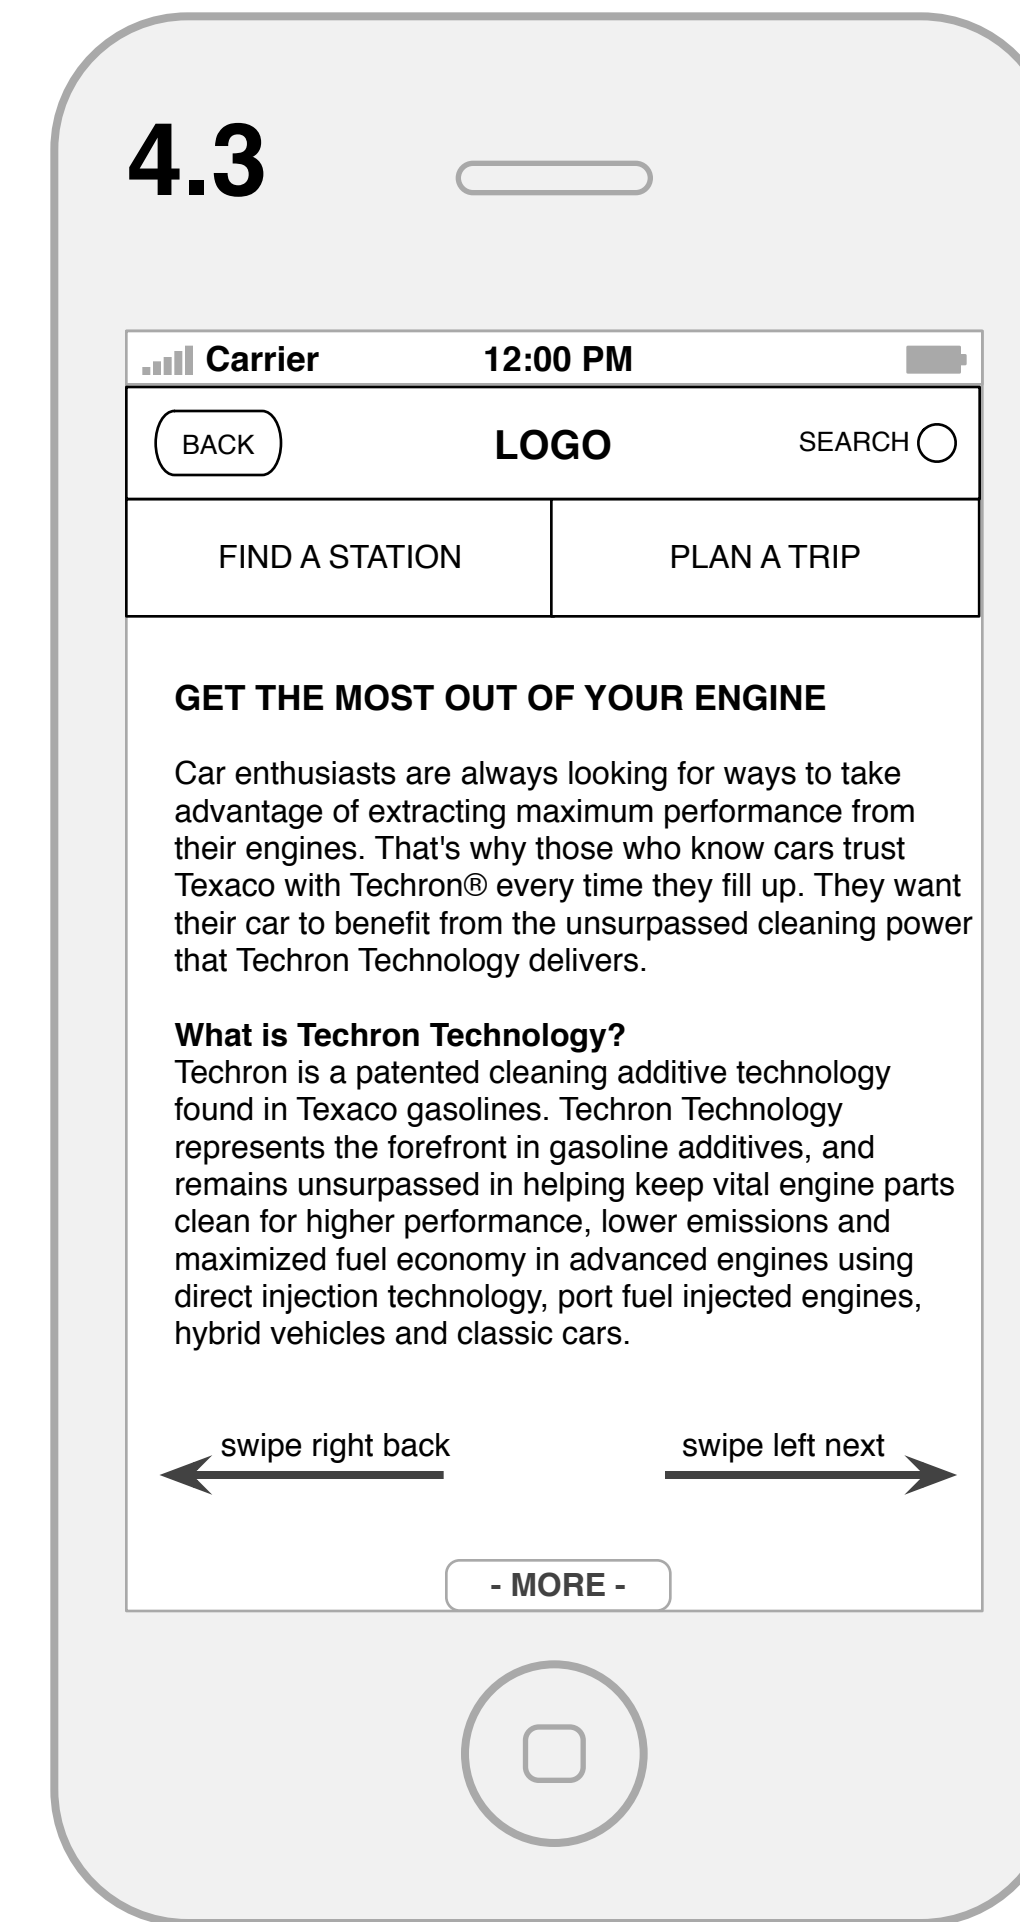 4.3
Carrier 12:00 PM
BACK LOGO SEARCH
FIND A STATION PLAN A TRIP
GET THE MOST OUT OF YOUR ENGINE
Car enthusiasts are always looking for ways to take
advantage of extracting maximum performance from
their engines. That's why those who know cars trust
Texaco with Techron® every time they fill up. They want
their car to benefit from the unsurpassed cleaning power
that Techron Technology delivers.
What is Techron Technology?
Techron is a patented cleaning additive technology
found in Texaco gasolines. Techron Technology
represents the forefront in gasoline additives, and
remains unsurpassed in helping keep vital engine parts
clean for higher performance, lower emissions and
maximized fuel economy in advanced engines using
direct injection technology, port fuel injected engines,
hybrid vehicles and classic cars.
swipe right back swipe left next
- MORE -